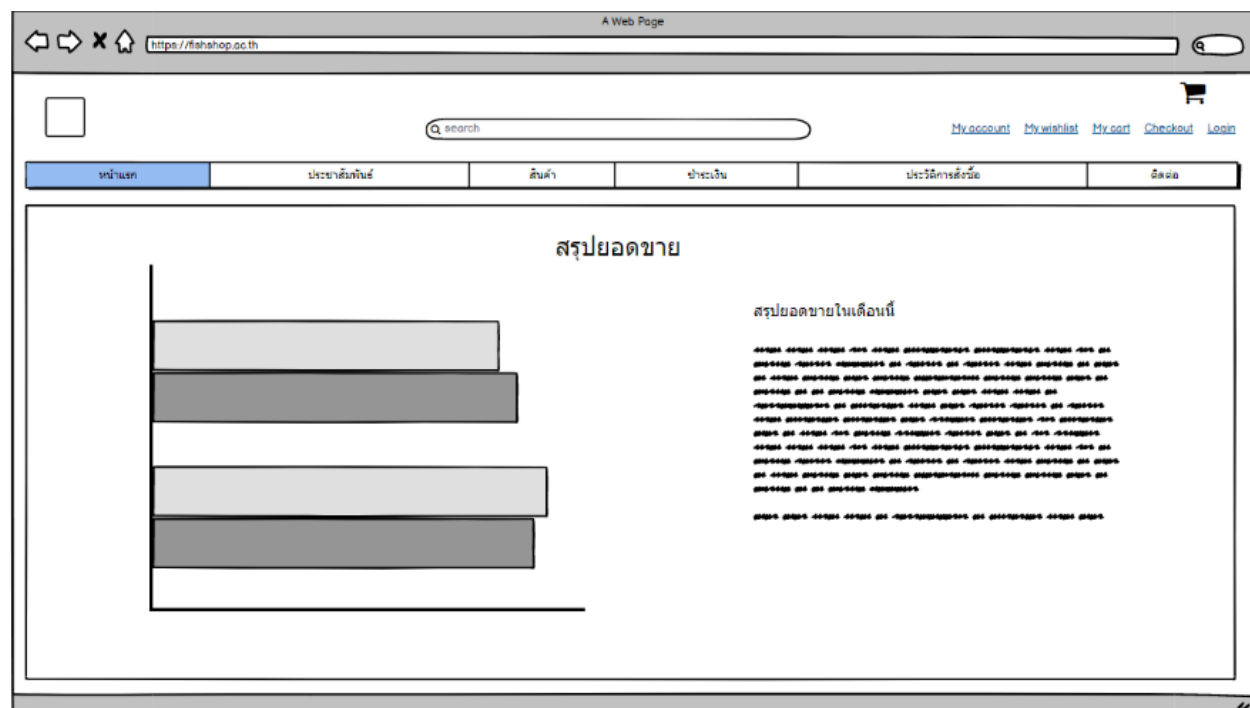 A Web Page
https://fishshop.ac.th
search
My account My wishlist My cart Checkout Login
หน้าแรก ประชาสัมพันธ์ สินค้า ชำระเงิน ประวัติการสั่งซื้อ ติดต่อ
สรุปยอดขาย
สรุปยอดขายในเดือนนี้